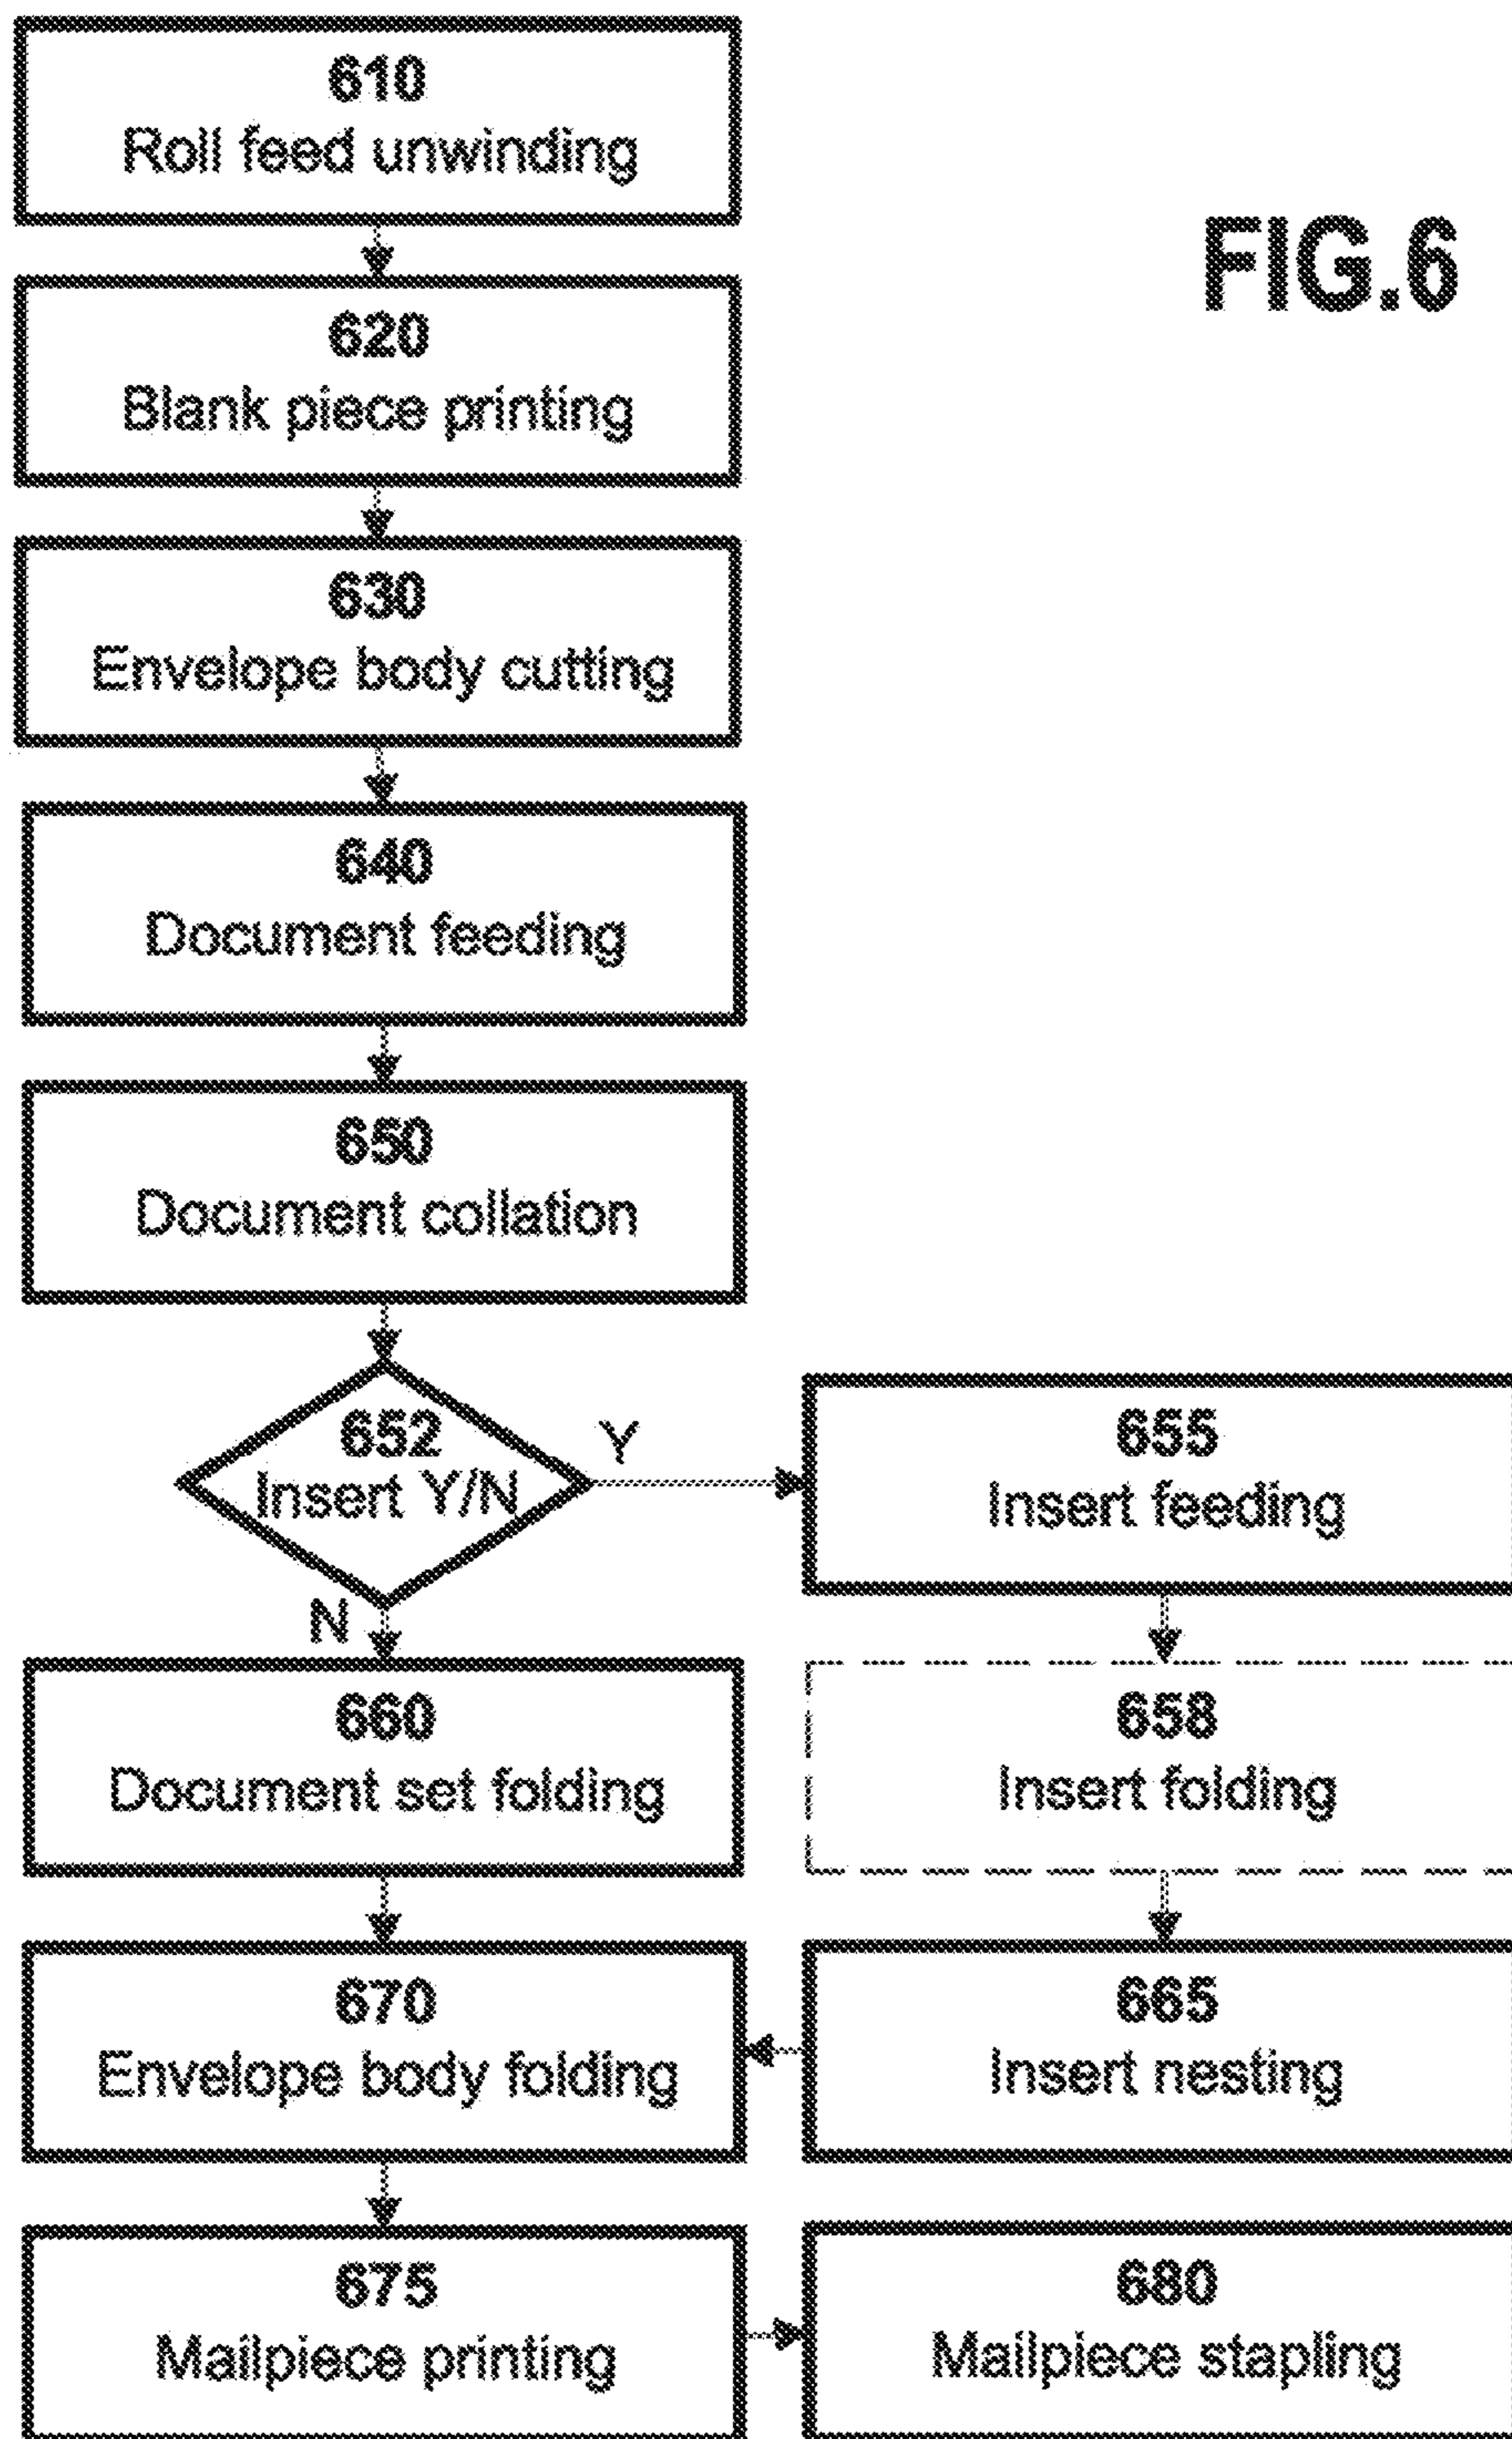 610
Roll feed unwinding
FIG.6
620
Blank piece printing
630
Envelope body cutting
640
Document feeding
650
Document collation
652
Insert Y/N
Y
N
655
Insert feeding
660
Document set folding
658
Insert folding
670
Envelope body folding
665
Insert nesting
675
Mailpiece printing
680
Mailpiece stapling